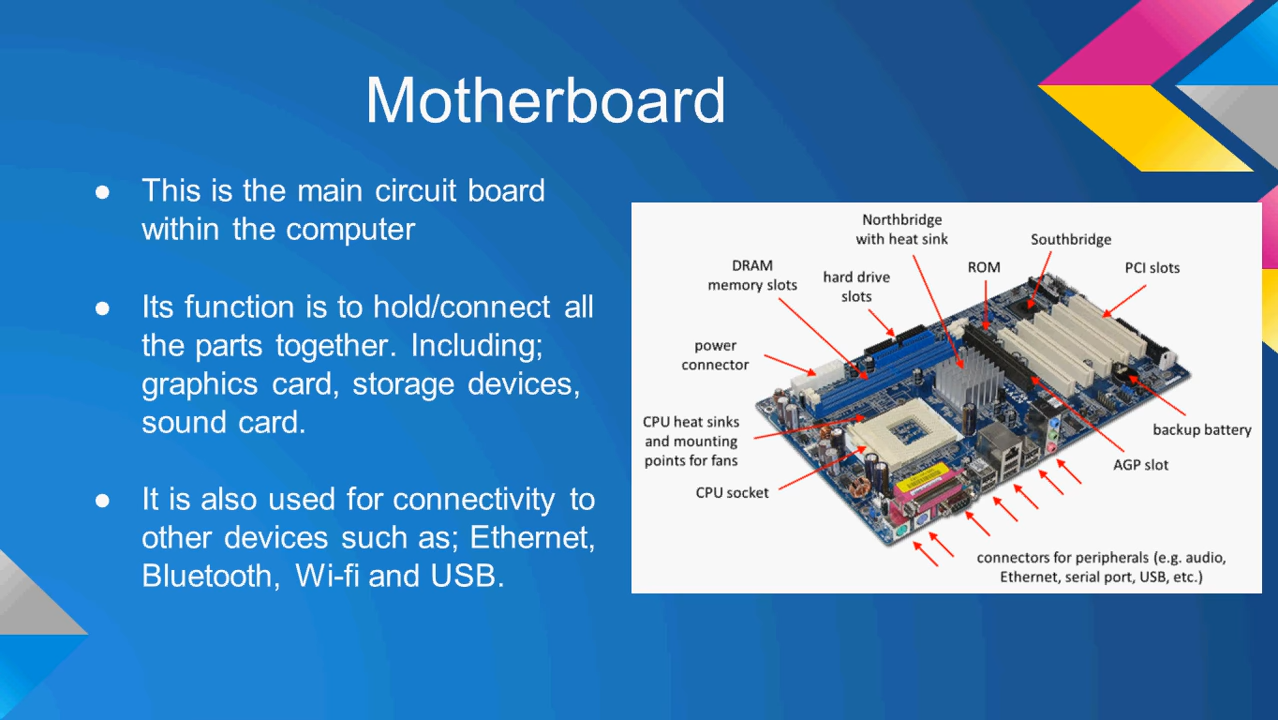 Motherboard
● This is the main circuit board
within the computer
● Its function is to hold/connect all
the parts together. Including;
graphics card, storage devices,
sound card.
● It is also used for connectivity to
other devices such as; Ethernet,
Bluetooth, Wi-fi and USB.
Northbridge
with heat sink
Southbridge
DRAM
memory slots
hard drive
slots
ROM
PCI slots
power
connector
CPU heat sinks
and mounting
points for fans
backup battery
AGP slot
CPU socket
connectors for peripherals (e.g. audio,
Ethernet, serial port, USB, etc.)